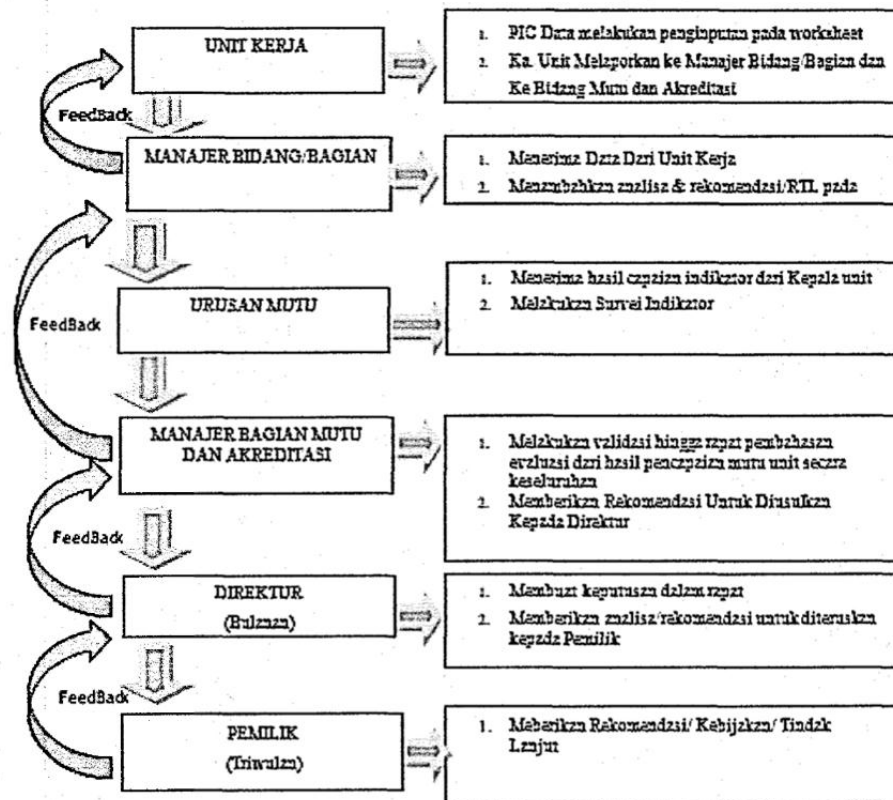 UNIT KERJA
1. PIC Data melakukan penginputan pada worksheet
2. Ka. Unit Melaporkan ke Manajer Bidang/Bagian dan
Ke Bidang Mutu dan Akreditasi
FeedBack
MANAJER BIDANG/BAGIAN
1. Menerima Data Dari Unit Kerja
2. Menambahkan analisa & rekomendasi/RTL pada
URUSAN MUTU
1. Menerima hasil capaian indikator dari Kepala unit
2. Melakukan Survei Indikator
FeedBack
MANAJER BAGIAN MUTU
DAN AKREDITASI
1. Melakukan validasi hingga rapat pembahasan
evaluasi dari hasil pencapaian mutu unit secara
keseluruhan
2. Memberikan Rekomendasi Untuk Diusulkan
Kepada Direktur
FeedBack
DIREKTUR
(Bulanan)
1. Membuat keputusan dalam rapat
2. Memberikan analisa/rekomendasi untuk diteruskan
kepada Pemilik
FeedBack
PEMILIK
(Triwulan)
1. Meberikan Rekomendasi/ Kebijakan/ Tindak
Lanjut